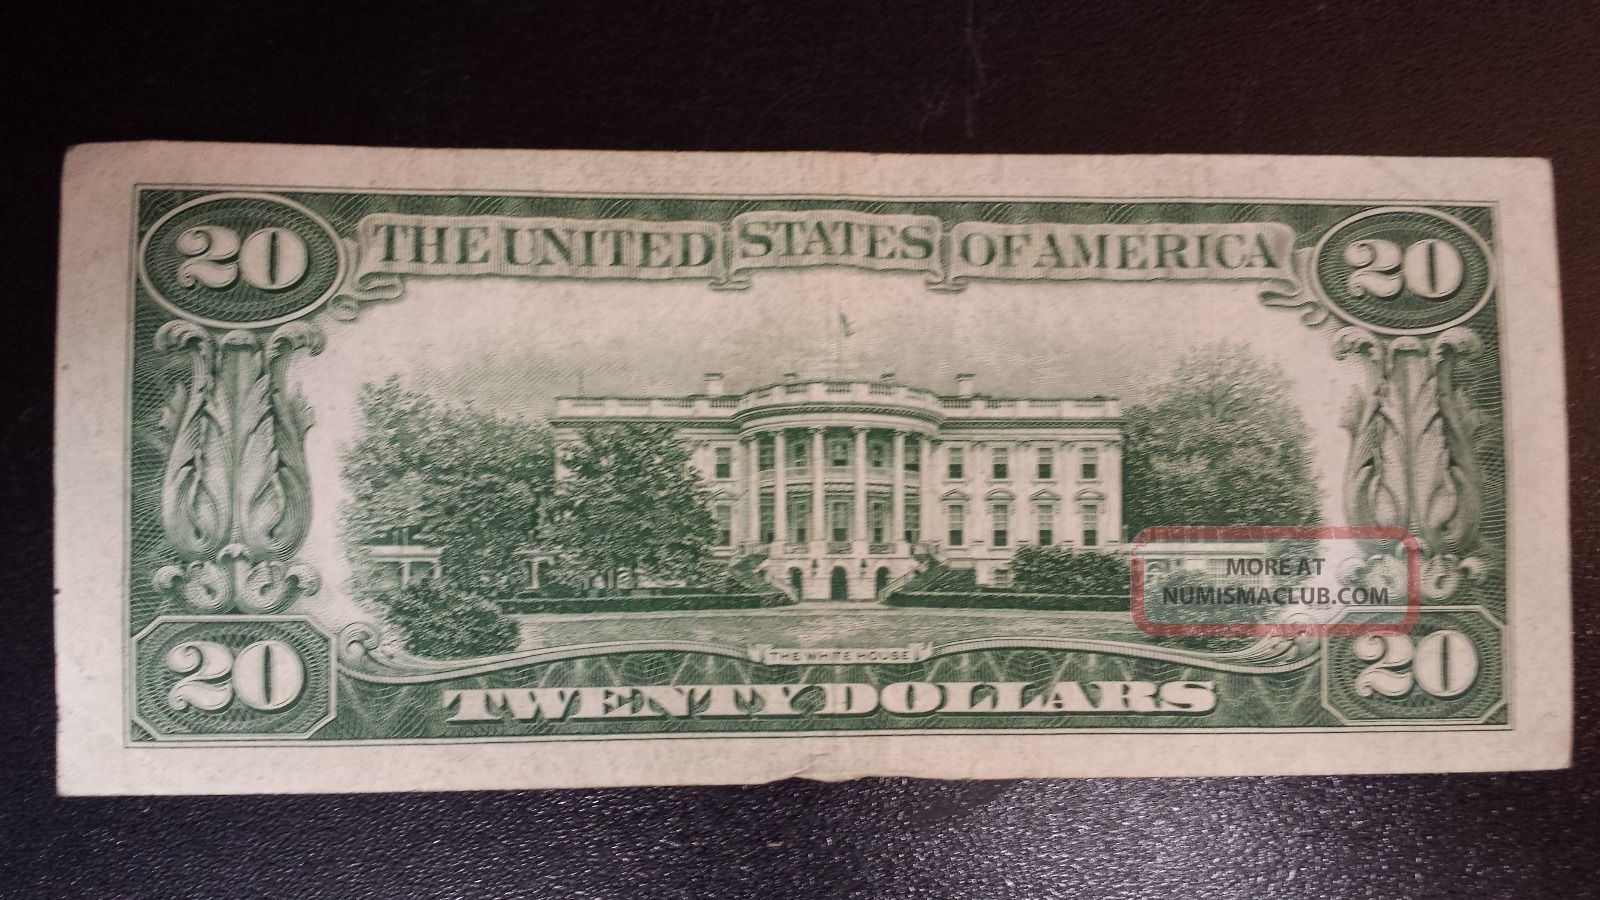 20 THE UNITED STATES OF AMERICA 20
MORE AT
NUMISMACLUB.COM
THE WHITE HOUSE
20 TWENTY DOLLARS 20